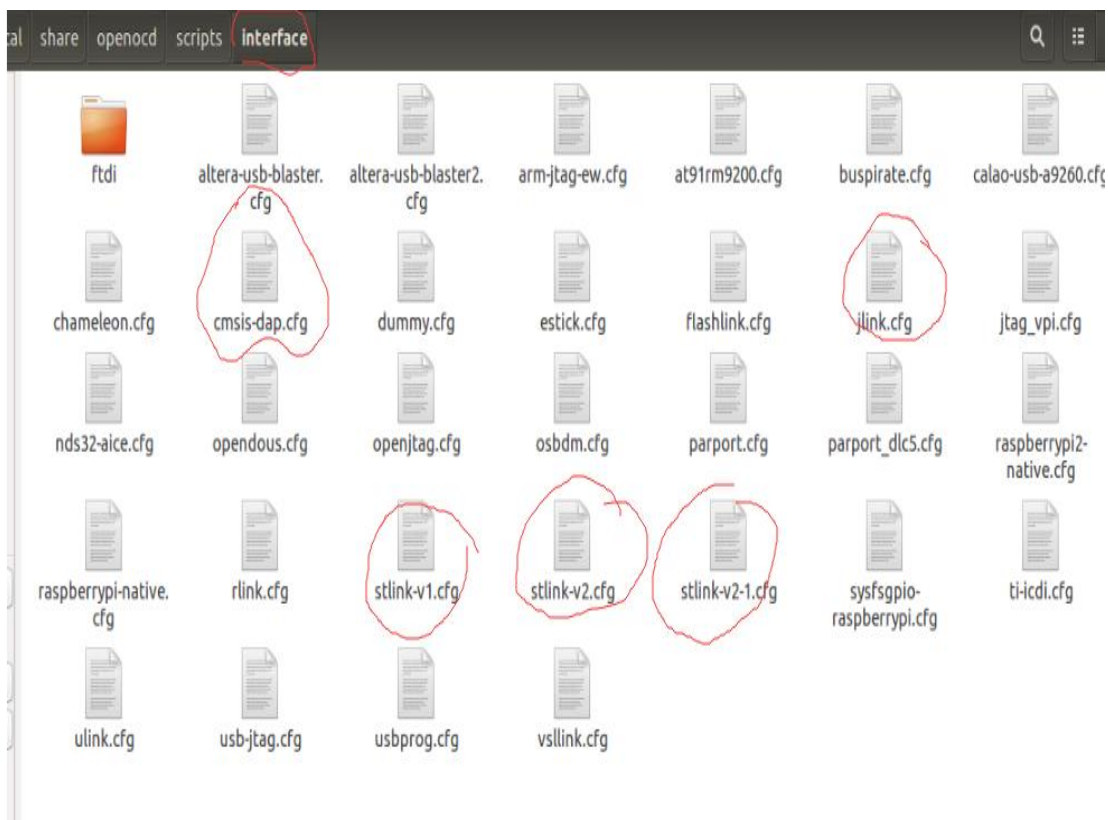 cal share openocd scripts interface
ftdi altera-usb-blaster. altera-usb-blaster2. arm-jtag-ew.cfg at91rm9200.cfg buspirate.cfg calao-usb-a9260.cfg
cfg cfg
chameleon.cfg cmsis-dap.cfg dummy.cfg estick.cfg flashlink.cfg jlink.cfg jtag_vpi.cfg
nds32-aice.cfg opendous.cfg openjtag.cfg osbdm.cfg parport.cfg parport_dlc5.cfg raspberrypi2-
native.cfg
raspberrypi-native. rlink.cfg stlink-v1.cfg stlink-v2.cfg stlink-v2-1.cfg sysfsgpio- ti-icdi.cfg
cfg raspberrypi.cfg
ulink.cfg usb-jtag.cfg usbprog.cfg vsllink.cfg